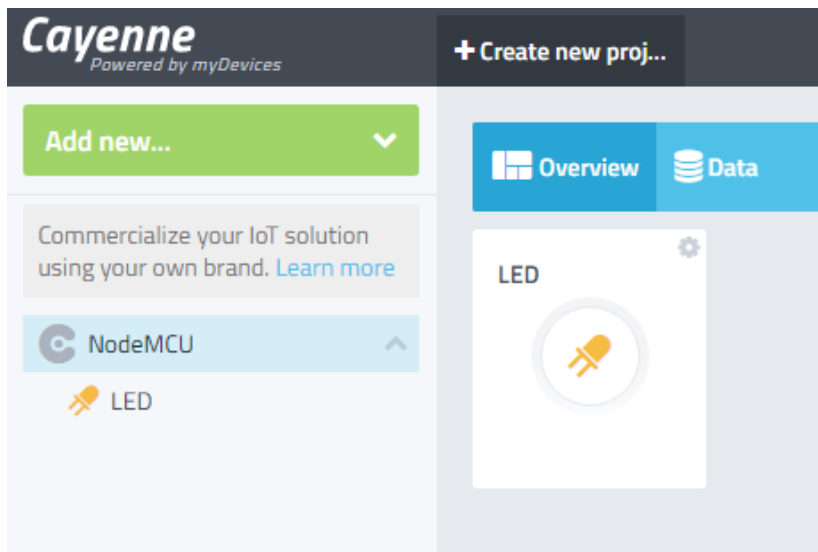 Cayenne
Powered by myDevices
+ Create new proj...
Add new...
Overview
Data
Commercialize your IoT solution
using your own brand. Learn more
LED
NodeMCU
LED